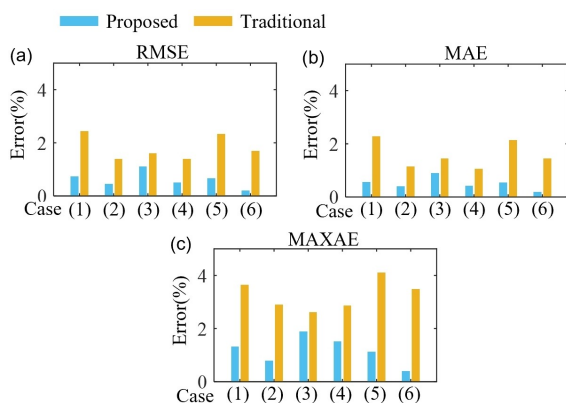 Proposed Traditional
(a) RMSE
Error(%)
4
2
0
Case (1) (2) (3) (4) (5) (6)
(b) MAE
Error(%)
4
2
0
Case (1) (2) (3) (4) (5) (6)
(c) MAXAE
Error(%)
4
2
0
Case (1) (2) (3) (4) (5) (6)